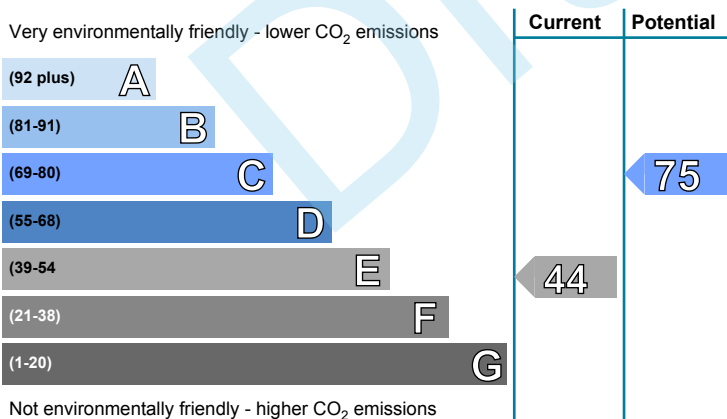 Very environmentally friendly - lower CO2 emissions
Current
Potential
(92 plus) A
(81-91) B
(69-80) C
75
(55-68) D
(39-54 E
44
(21-38) F
(1-20) G
Not environmentally friendly - higher CO2 emissions